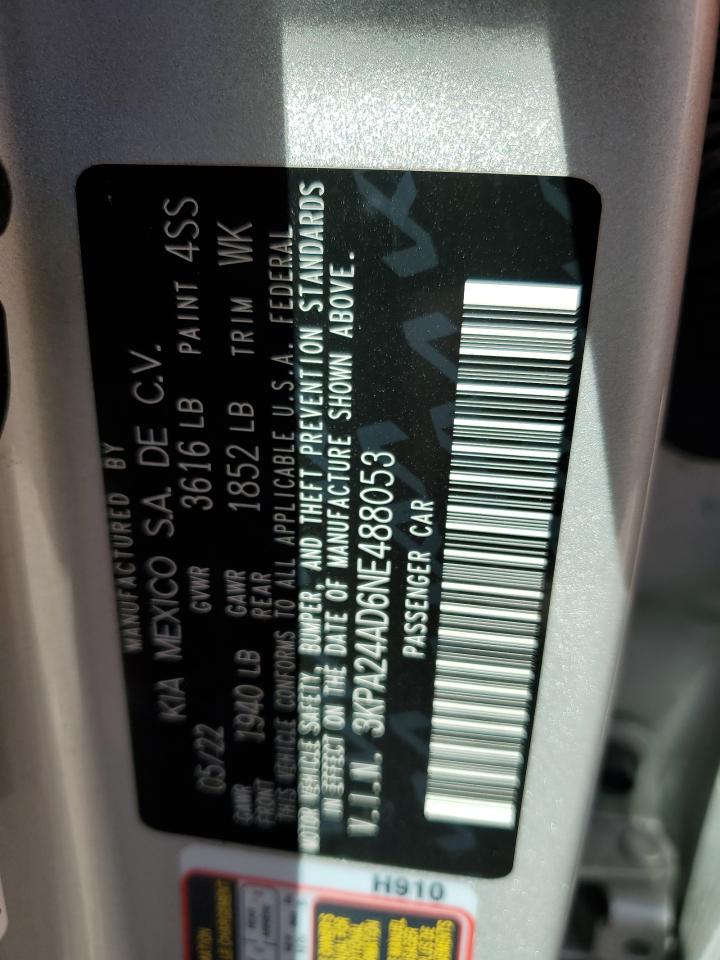 MANUFACTURED BY
KIA MEXICO S.A. DE C.V.
05/22 GVWR 3616 LB PAINT 4SS
GAWR FRONT 1940 LB GAWR REAR 1852 LB TRIM WK
THIS VEHICLE CONFORMS TO ALL APPLICABLE U.S.A. FEDERAL
MOTOR VEHICLE SAFETY, BUMPER, AND THEFT PREVENTION STANDARDS
IN EFFECT ON THE DATE OF MANUFACTURE SHOWN ABOVE.
V.I.N. 3KPA24AD6NE488053
PASSENGER CAR
H910